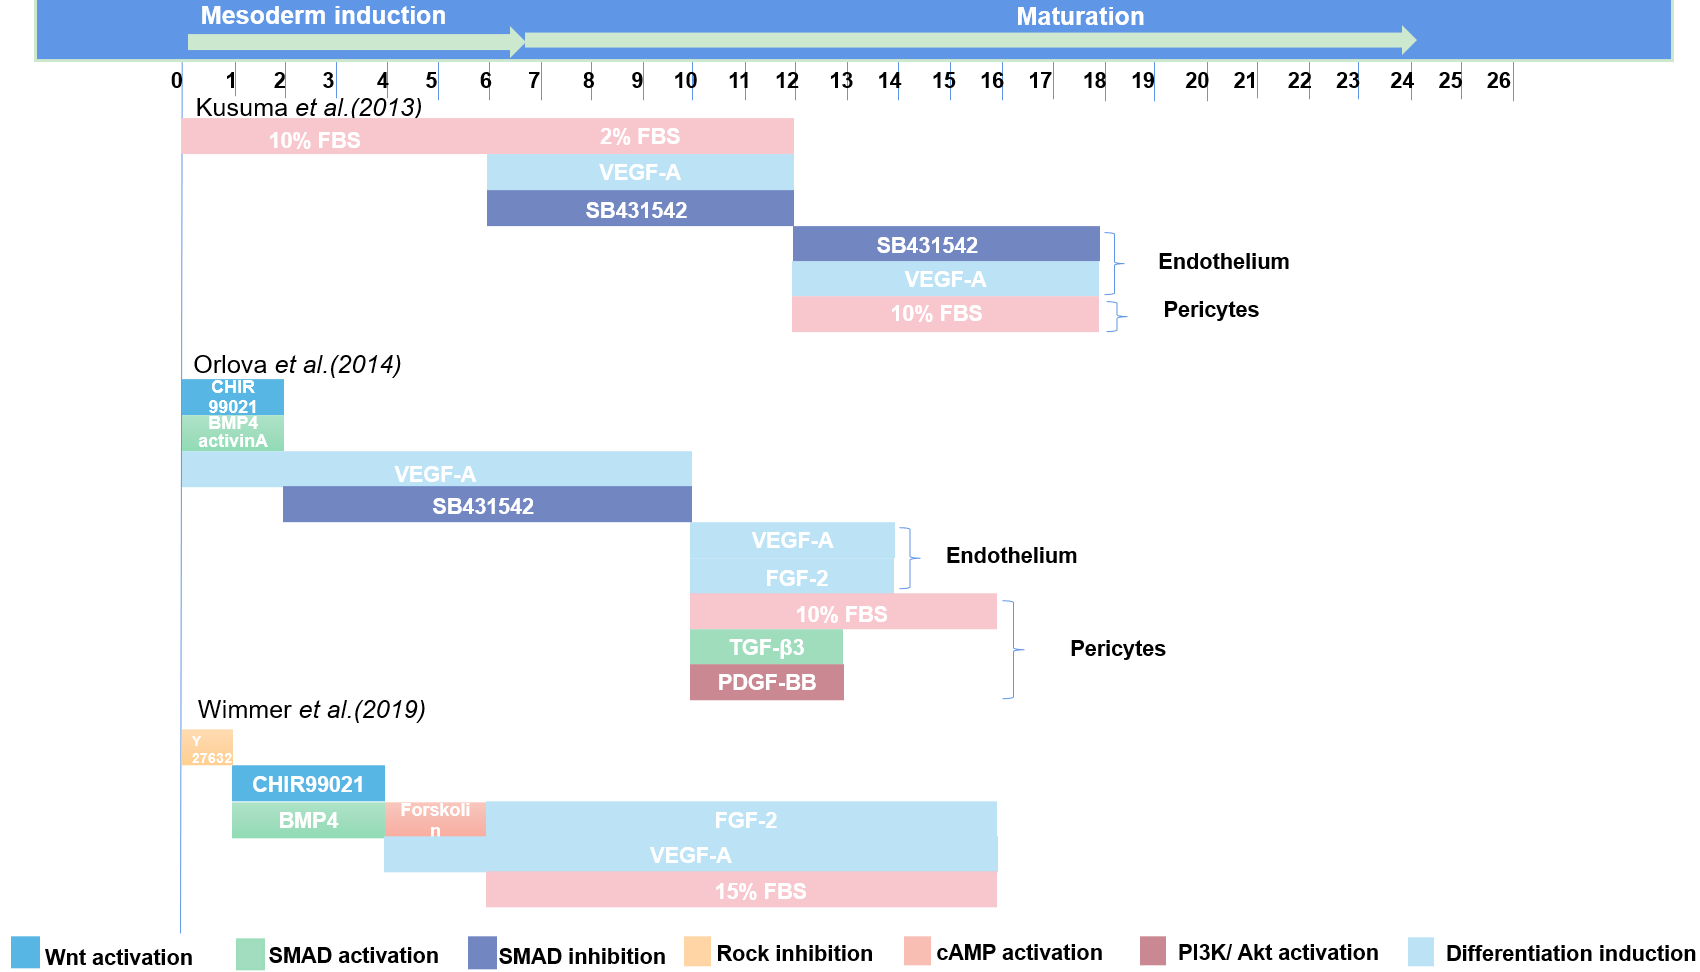 Mesoderm induction
Maturation
0 1 2 3 4 5 6 7 8 9 10 11 12 13 14 15 16 17 18 19 20 21 22 23 24 25 26
Kusuma et al.(2013)
10% FBS
2% FBS
VEGF-A
SB431542
SB431542
VEGF-A
Endothelium
10% FBS
Pericytes
Orlova et al.(2014)
CHIR
99021
BMP4
activinA
VEGF-A
SB431542
VEGF-A
FGF-2
Endothelium
10% FBS
TGF-β3
PDGF-BB
Pericytes
Wimmer et al.(2019)
Y
27632
CHIR99021
BMP4
Forskoli
n
FGF-2
VEGF-A
15% FBS
Wnt activation
SMAD activation
SMAD inhibition
Rock inhibition
cAMP activation
PI3K/ Akt activation
Differentiation induction